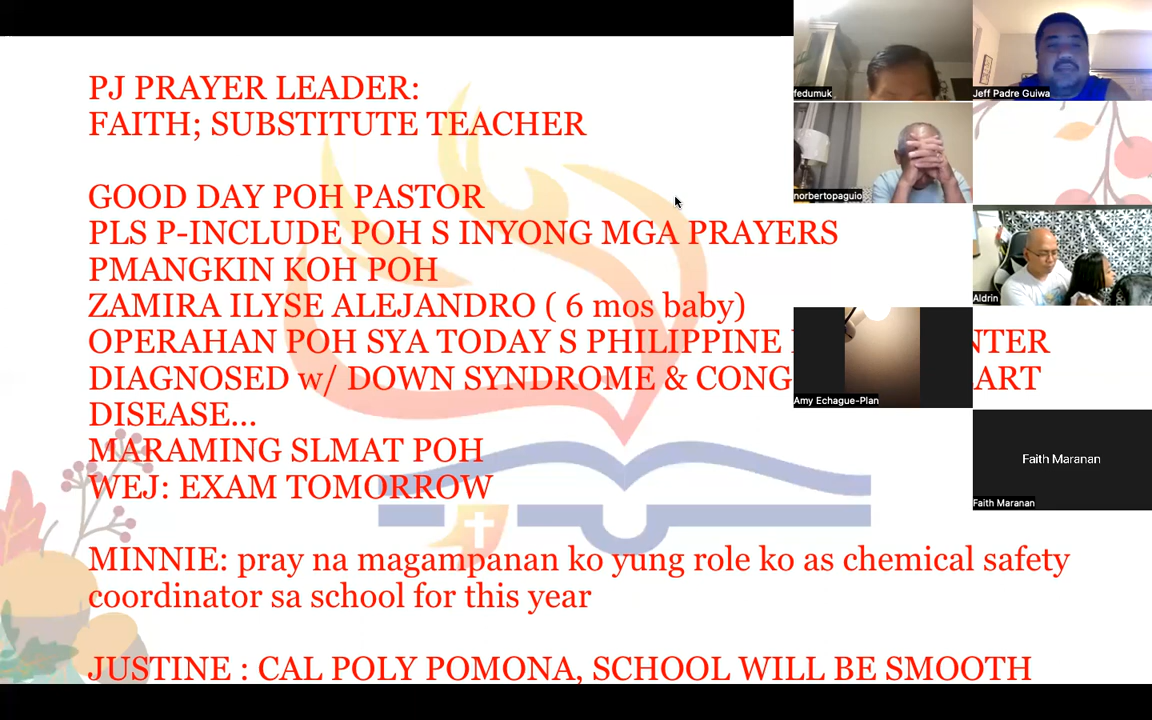 PJ PRAYER LEADER:
FAITH; SUBSTITUTE TEACHER
GOOD DAY POH PASTOR
PLS P-INCLUDE POH S INYONG MGA PRAYERS
PMANGKIN KOH POH
ZAMIRA ILYSE ALEJANDRO ( 6 mos baby)
OPERAHAN POH SYA TODAY S PHILIPPINE
DIAGNOSED w/ DOWN SYNDROME &
DISEASE...
MARAMING SLMAT POH
WEJ: EXAM TOMORROW
MINNIE: pray na magampanan ko yung role ko as chemical safety
coordinator sa school for this year
JUSTINE : CAL POLY POMONA, SCHOOL WILL BE SMOOTH
fedumuk
Jeff Padre Guiwa
norbertopaguio
Aldrin
Amy Echague-Plan
Faith Maranan
Faith Maranan